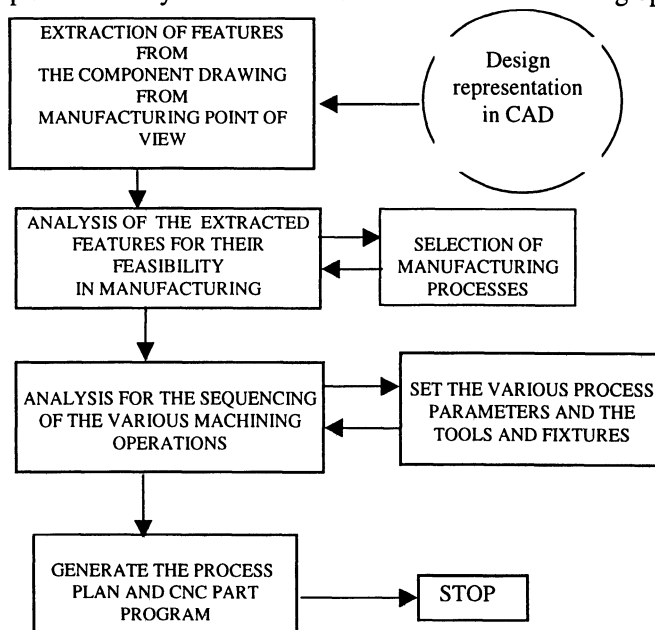 EXTRACTION OF FEATURES
FROM
THE COMPONENT DRAWING
FROM
MANUFACTURING POINT OF
VIEW
Design
representation
in CAD
ANALYSIS OF THE EXTRACTED
FEATURES FOR THEIR
FEASIBILITY
IN MANUFACTURING
SELECTION OF
MANUFACTURING
PROCESSES
ANALYSIS FOR THE SEQUENCING
OF THE VARIOUS MACHINING
OPERATIONS
SET THE VARIOUS PROCESS
PARAMETERS AND THE
TOOLS AND FIXTURES
GENERATE THE PROCESS
PLAN AND CNC PART
PROGRAM
STOP